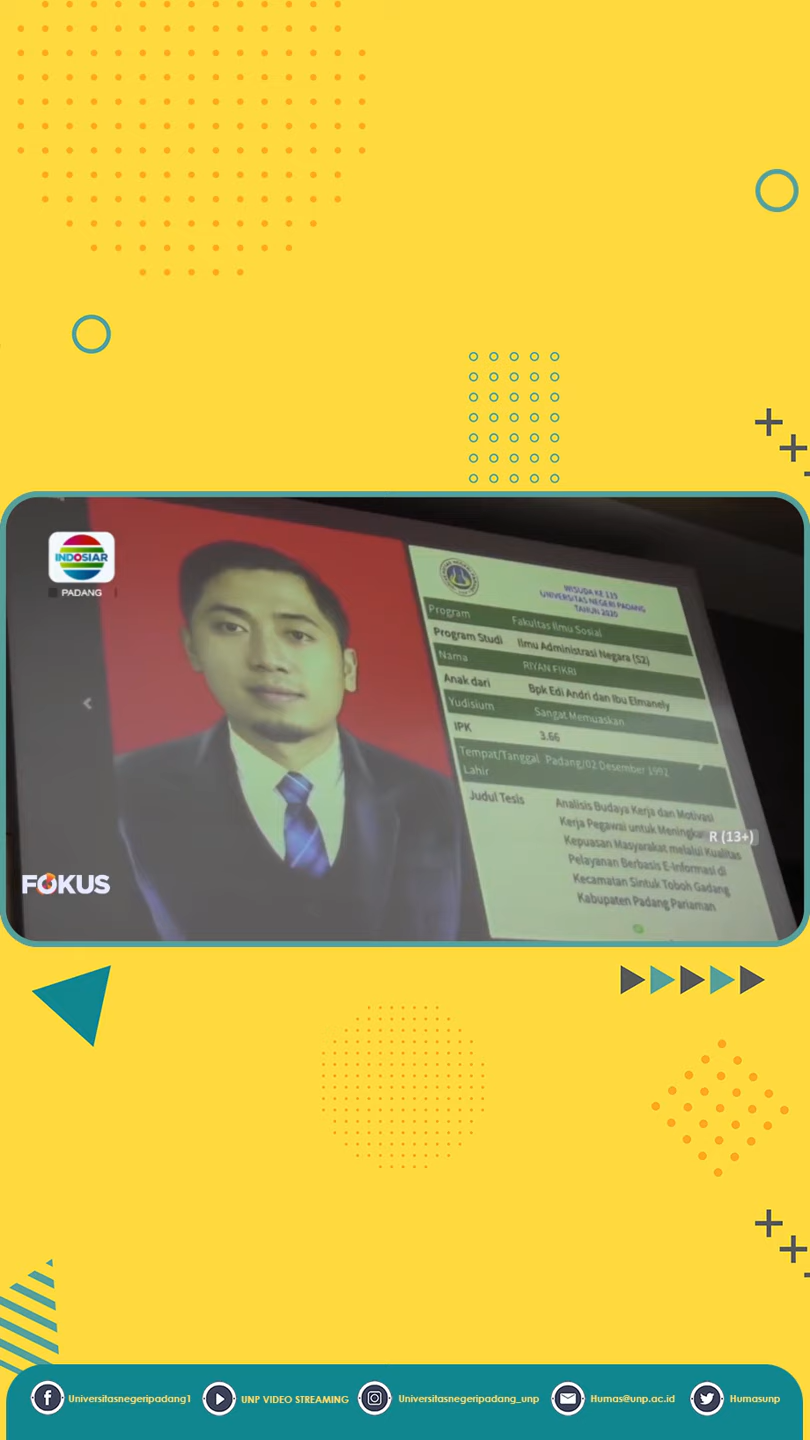 INDOSIAR
PADANG
WISUDA KE 119
UNIVERSITAS NEGERI PADANG
TAHUN 2020
Program Fakultas Ilmu Sosial
Program Studi Ilmu Administrasi Negara (S2)
Nama RIYAN FIKRI
Anak dari Bpk Edi Andri dan Ibu Elmanely
Yudisium Sangat Memuaskan
IPK 3.66
Tempat/Tanggal Padang/02 Desember 1992
Lahir
Judul Tesis Analisis Budaya Kerja dan Motivasi
Kerja Pegawai untuk
Kepuasan Masyarakat melalui Kualitas
Pelayanan Berbasis E-Informasi di
Kecamatan Sintuk Toboh Gadang
Kabupaten Padang Pariaman
R (13+)
FOKUS
Universitasnegeripadang1
UNP VIDEO STREAMING
Universitasnegeripadang_unp
Humas@unp.ac.id
Humasunp